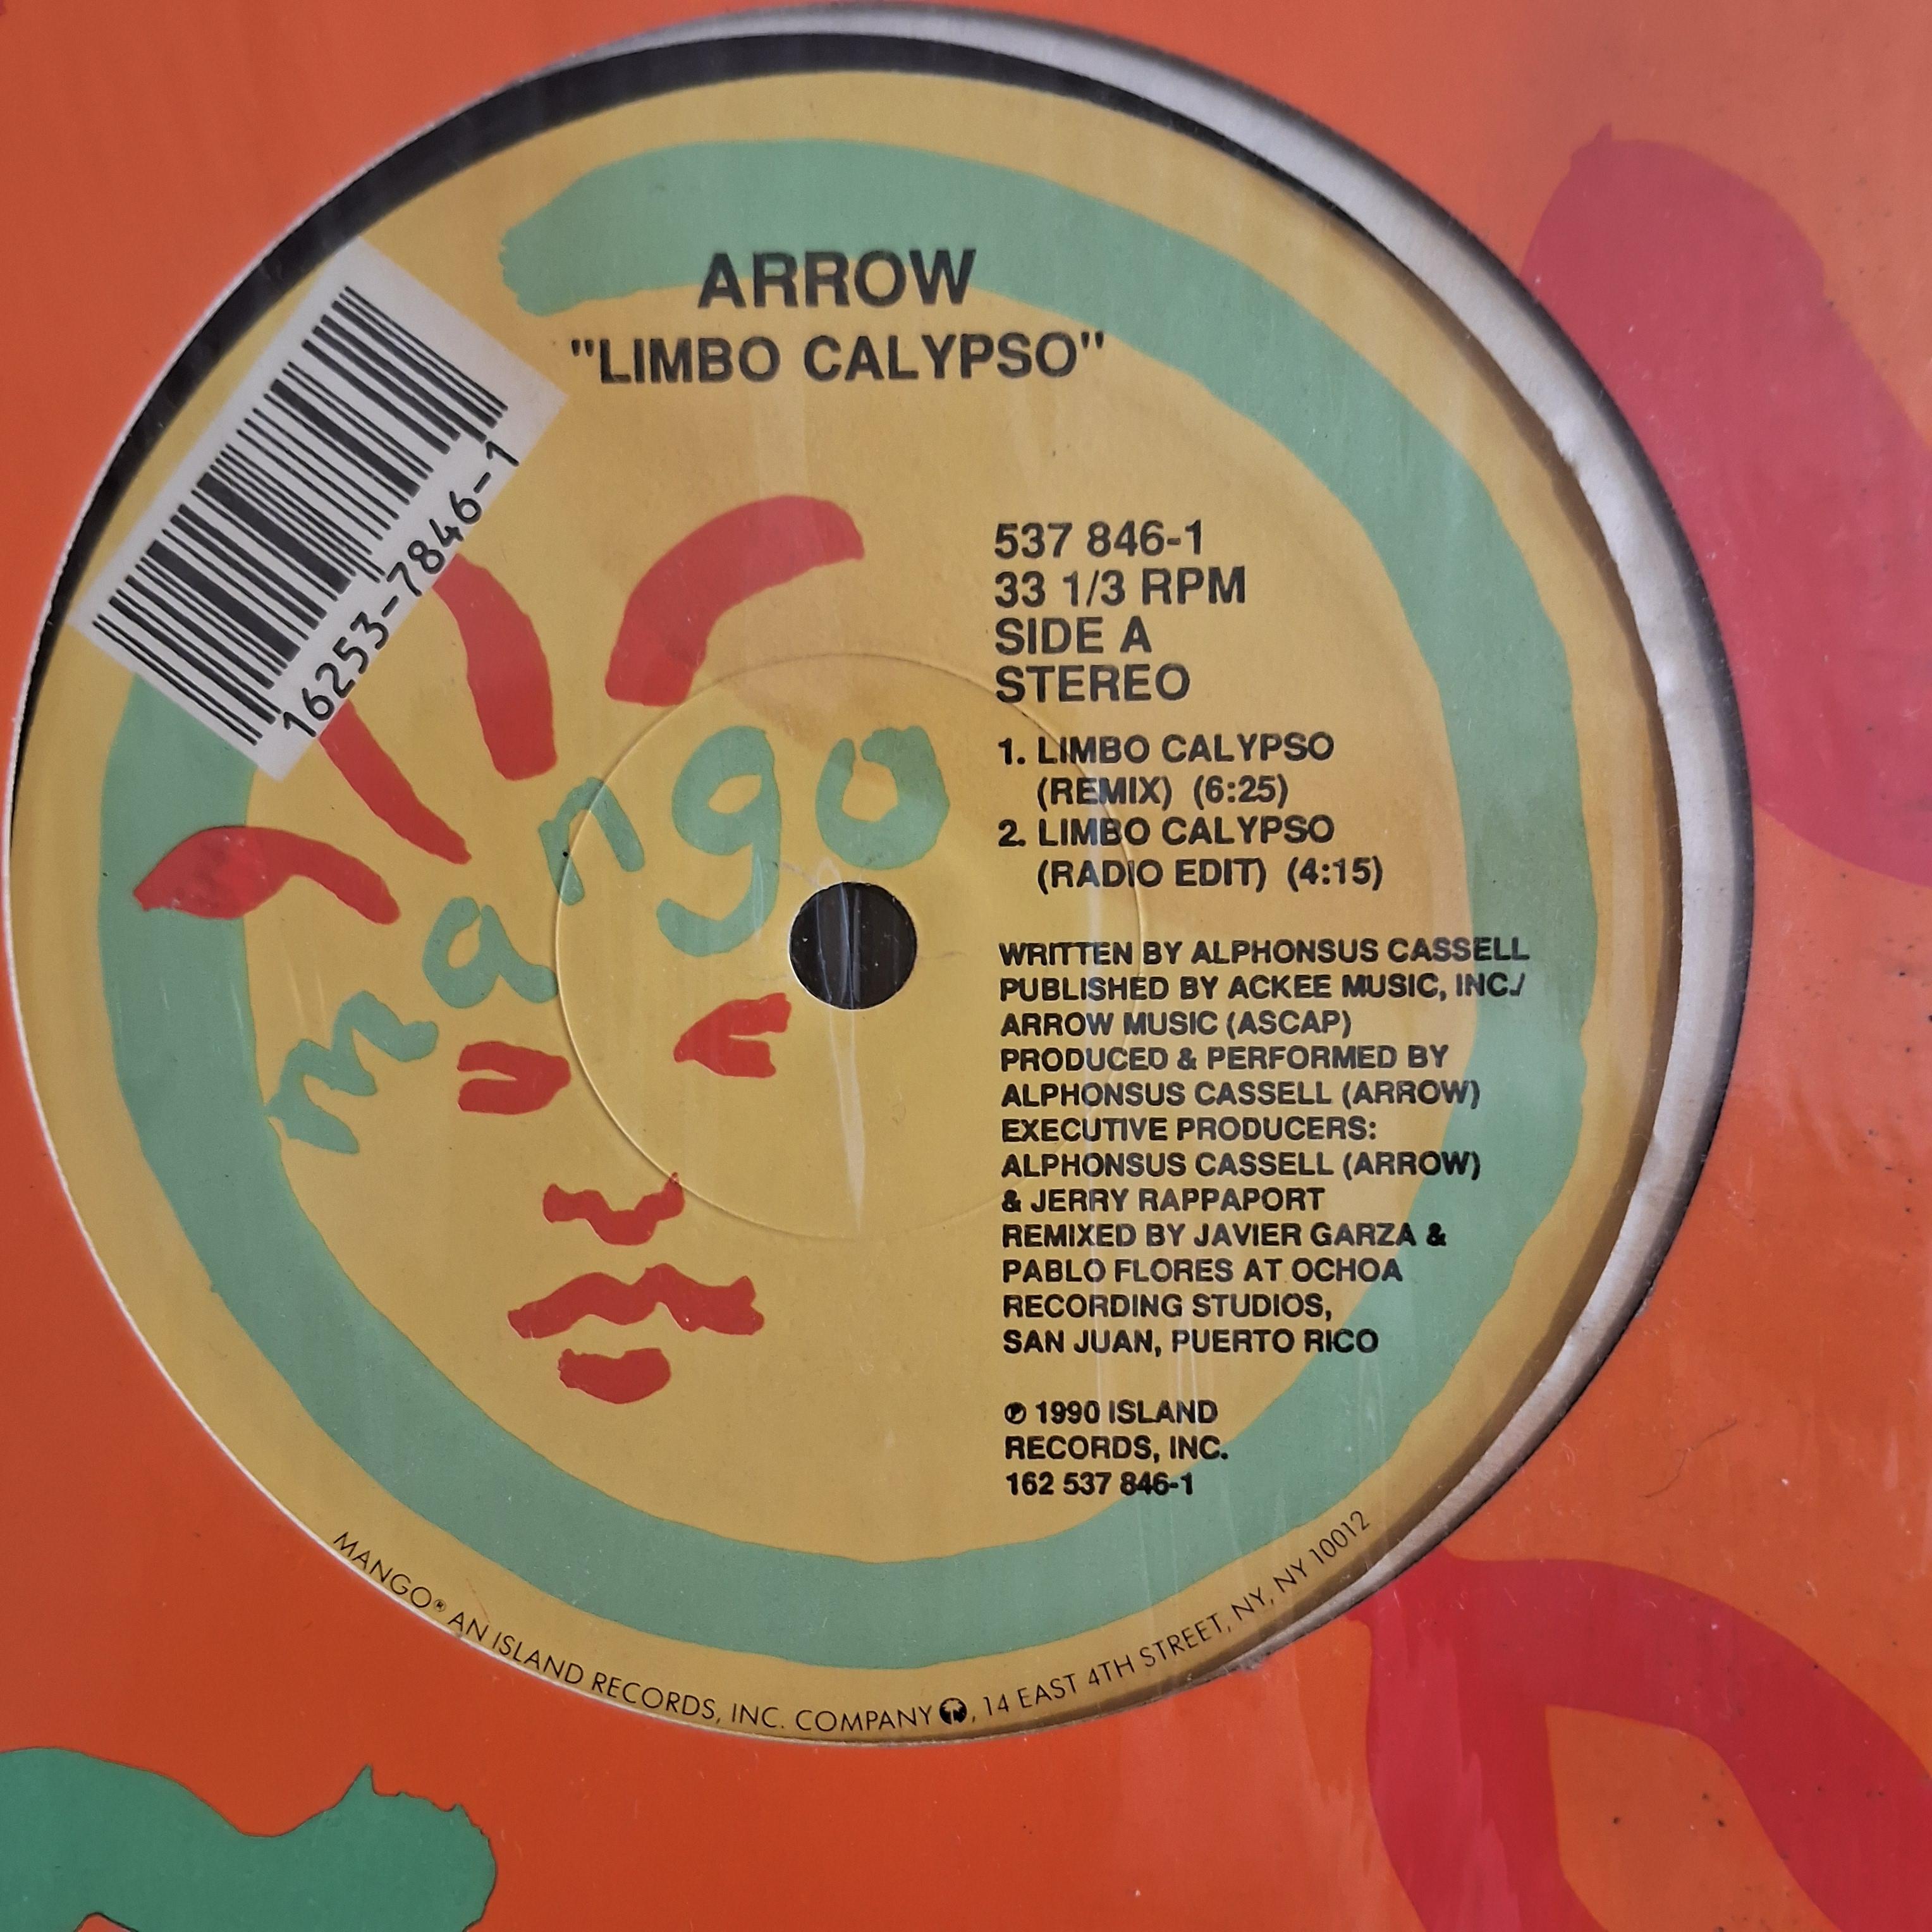 ARROW
"LIMBO CALYPSO"
16253-7846-1
537 846-1
33 1/3 RPM
SIDE A
STEREO
mango
1. LIMBO CALYPSO
(REMIX) (6:25)
2. LIMBO CALYPSO
(RADIO EDIT) (4:15)
WRITTEN BY ALPHONSUS CASSELL
PUBLISHED BY ACKEE MUSIC, INC./
ARROW MUSIC (ASCAP)
PRODUCED & PERFORMED BY
ALPHONSUS CASSELL (ARROW)
EXECUTIVE PRODUCERS:
ALPHONSUS CASSELL (ARROW)
& JERRY RAPPAPORT
REMIXED BY JAVIER GARZA &
PABLO FLORES AT OCHOA
RECORDING STUDIOS,
SAN JUAN, PUERTO RICO
℗ 1990 ISLAND
RECORDS, INC.
162 537 846-1
MANGO® AN ISLAND RECORDS, INC. COMPANY, 14 EAST 4TH STREET, NY, NY 10012